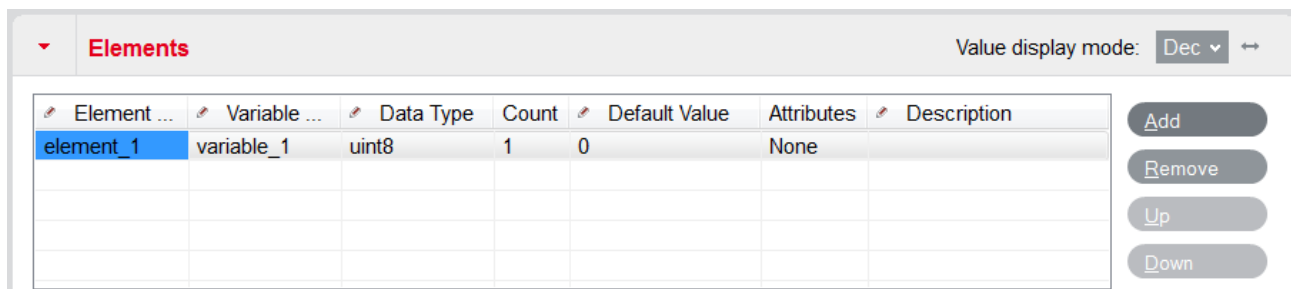 Elements Value display mode: Dec
Element ... Variable ... Data Type Count Default Value Attributes Description
element_1 variable_1 uint8 1 0 None
Add
Remove
Up
Down